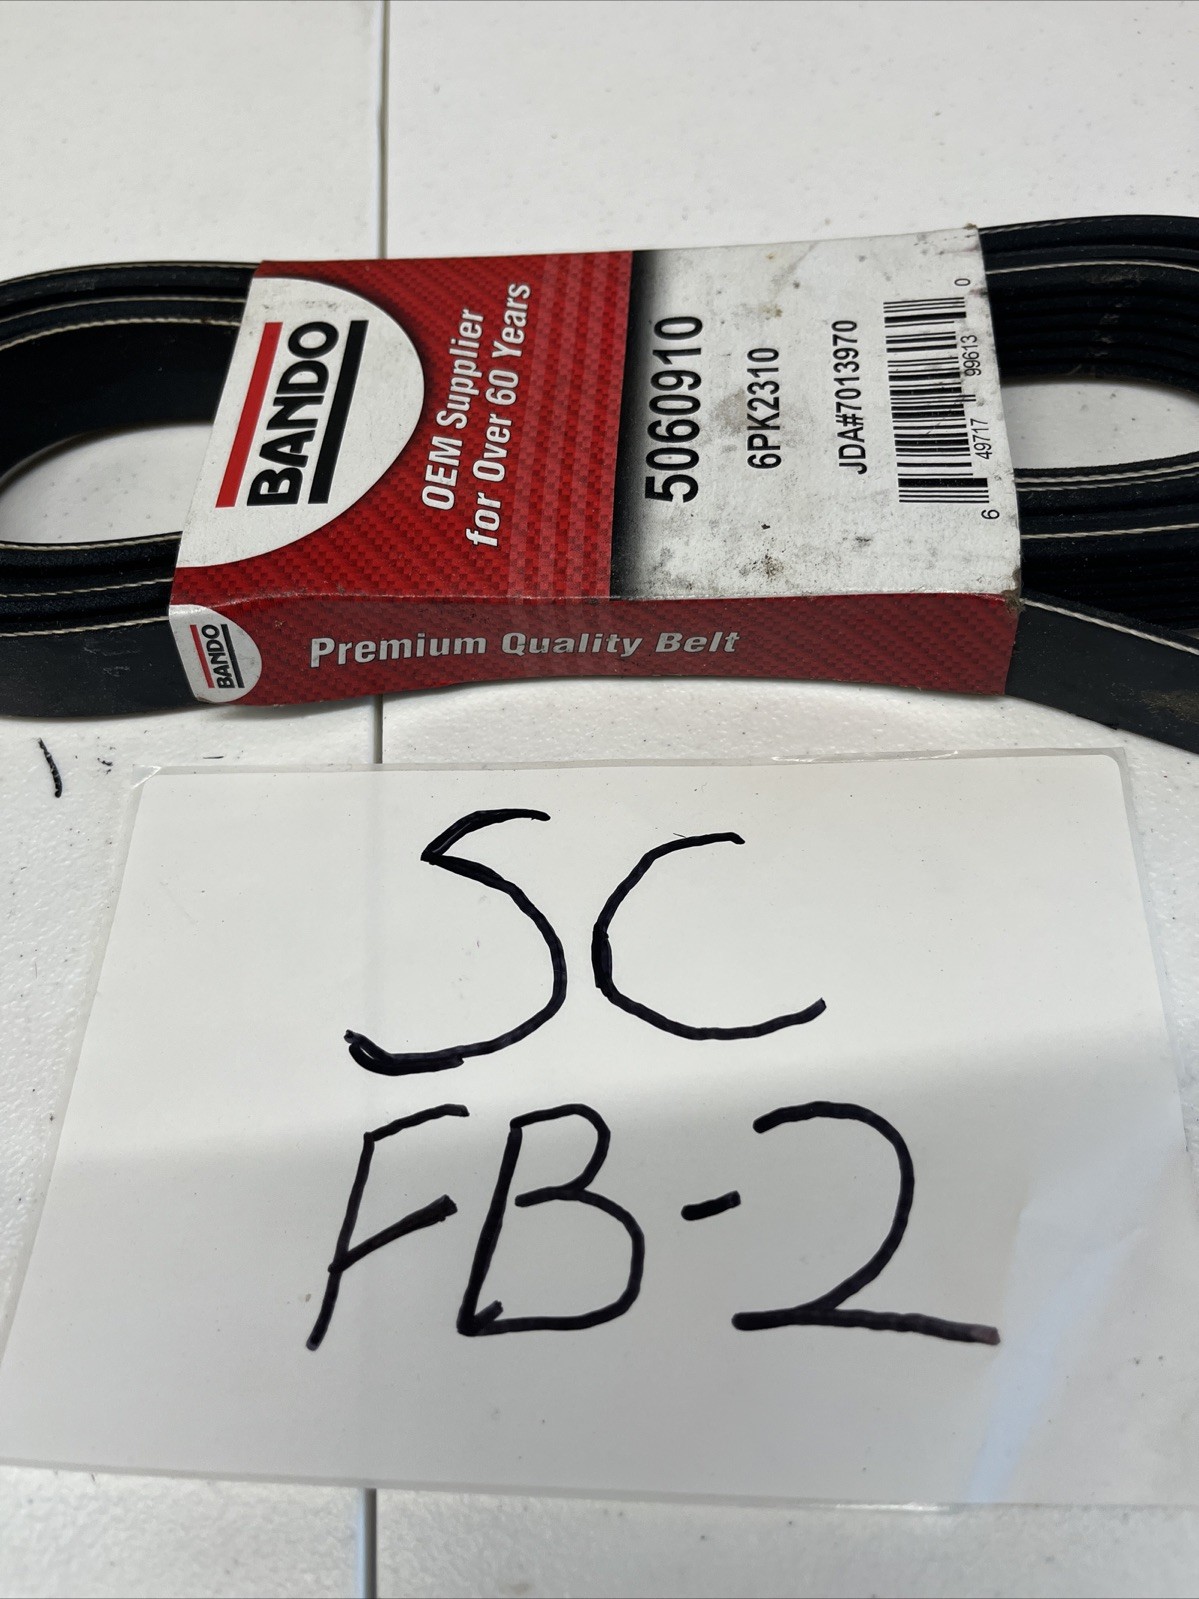 BANDO
OEM Supplier
for Over 60 Years
5060910
6PK2310
JDA#7013970
6 49717 99613 0
BANDO
Premium Quality Belt
SC
FB-2